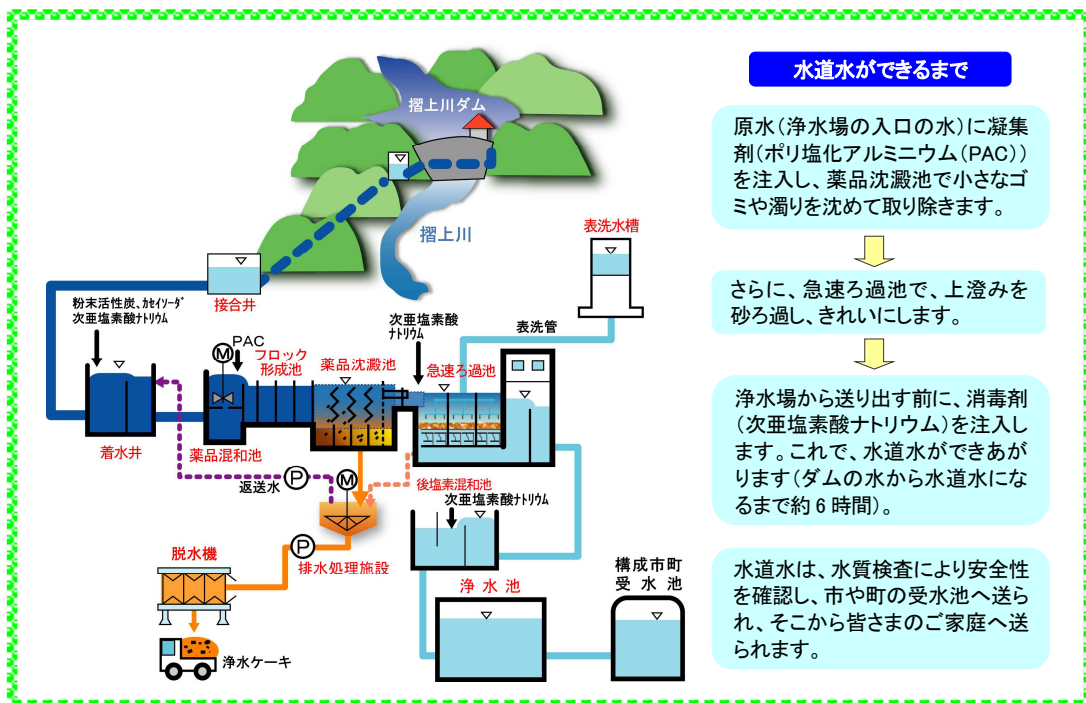 摺上川ダム
摺上川
接合井
粉末活性炭、カセイソーダ
次亜塩素酸ナトリウム
着水井
M
PAC
薬品混和池
フロック
形成池
薬品沈澱池
次亜塩素酸
ナトリウム
急速ろ過池
表洗管
表洗水槽
返送水
P
M
排水処理施設
P
脱水機
浄水ケーキ
後塩素混和池
次亜塩素酸ナトリウム
浄水池
構成市町
受水池
水道水ができるまで
原水(浄水場の入口の水)に凝集
剤(ポリ塩化アルミニウム(PAC))
を注入し、薬品沈澱池で小さなゴ
ミや濁りを沈めて取り除きます。
さらに、急速ろ過池で、上澄みを
砂ろ過し、きれいにします。
浄水場から送り出す前に、消毒剤
(次亜塩素酸ナトリウム)を注入
します。これで、水道水ができあが
ります(ダムの水から水道水にな
るまで約6時間)。
水道水は、水質検査により安全性
を確認し、市や町の受水池へ送ら
れ、そこから皆さまのご家庭へ送
られます。